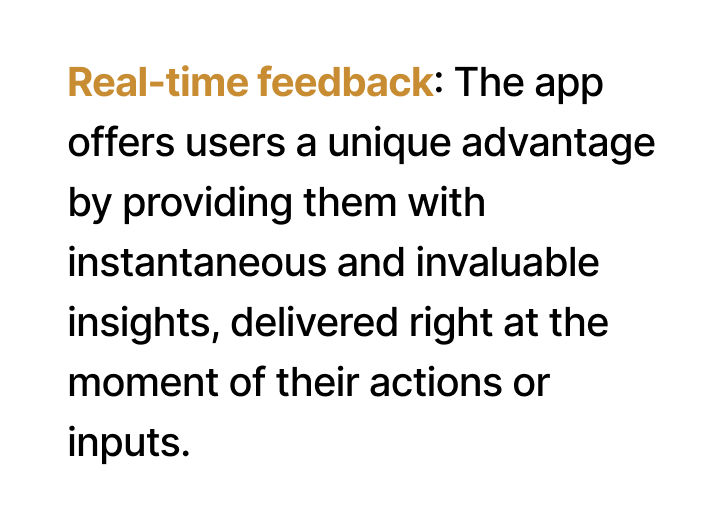 Real-time feedback: The app
offers users a unique advantage
by providing them with
instantaneous and invaluable
insights, delivered right at the
moment of their actions or
inputs.